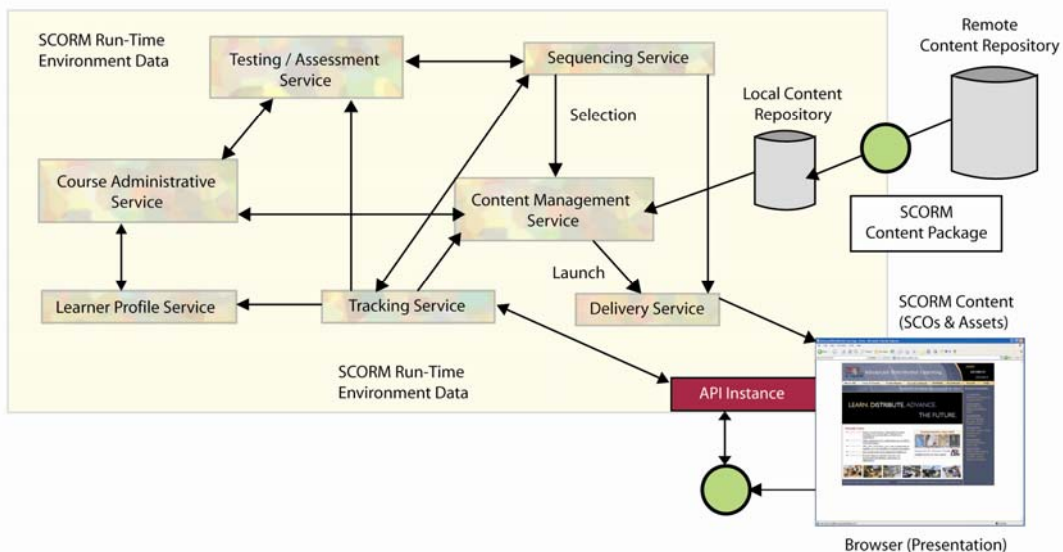 SCORM Run-Time
Environment Data
Testing / Assessment
Service
Sequencing Service
Remote
Content Repository
Local Content
Repository
Selection
Course Administrative
Service
Content Management
Service
SCORM
Content Package
Launch
Learner Profile Service
Tracking Service
Delivery Service
SCORM Content
(SCOs & Assets)
SCORM Run-Time
Environment Data
API Instance
LEARN. DISTRIBUTE. ADVANCE.
THE FUTURE.
Browser (Presentation)